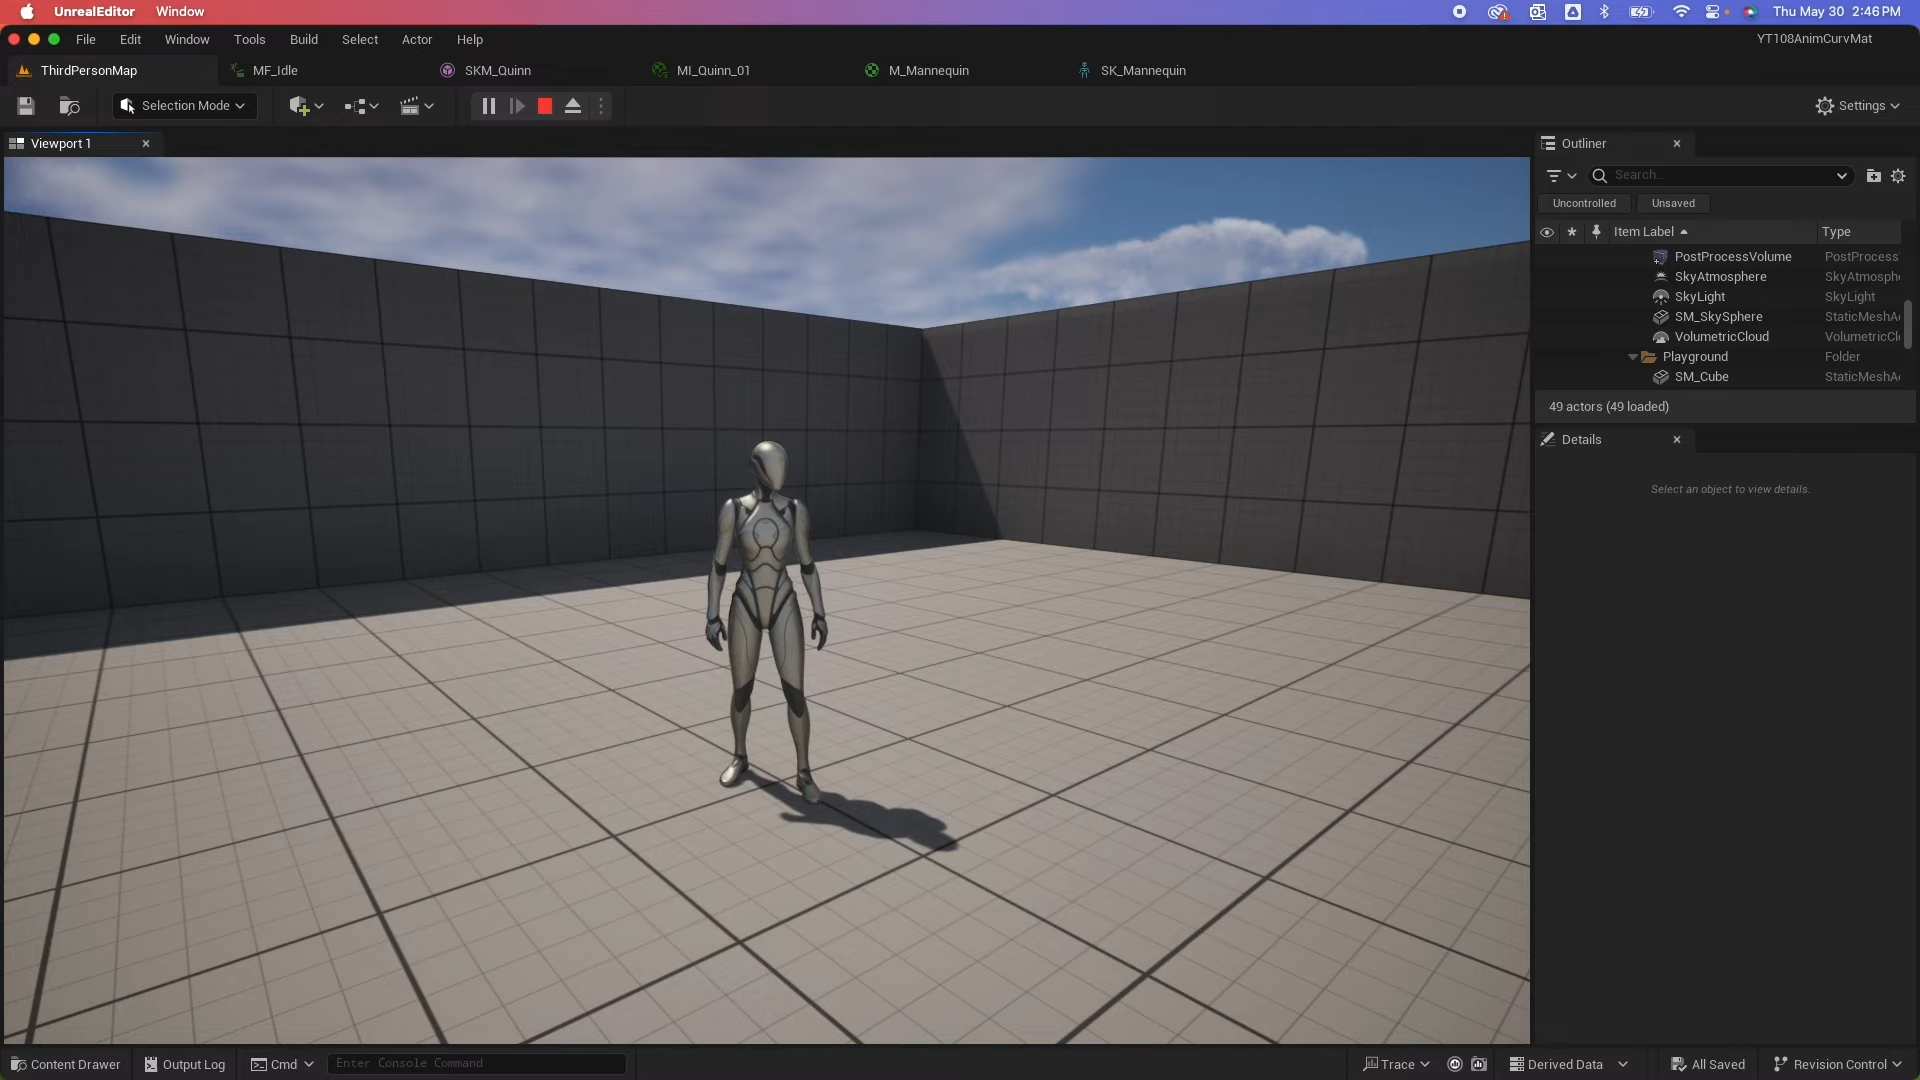 UnrealEditor Window Thu May 30 2:46 PM
File Edit Window Tools Build Select Actor Help YT108AnimCurvMat
ThirdPersonMap MF_Idle SKM_Quinn MI_Quinn_01 M_Mannequin SK_Mannequin
Selection Mode Settings
Viewport 1 Outliner
Search...
Uncontrolled Unsaved
Item Label Type
PostProcessVolume PostProcess
SkyAtmosphere SkyAtmosph
SkyLight SkyLight
SM_SkySphere StaticMeshA
VolumetricCloud VolumetricCl
Playground Folder
SM_Cube StaticMeshA
49 actors (49 loaded)
Details
Select an object to view details.
Content Drawer Output Log Cmd Enter Console Command Trace Derived Data All Saved Revision Control